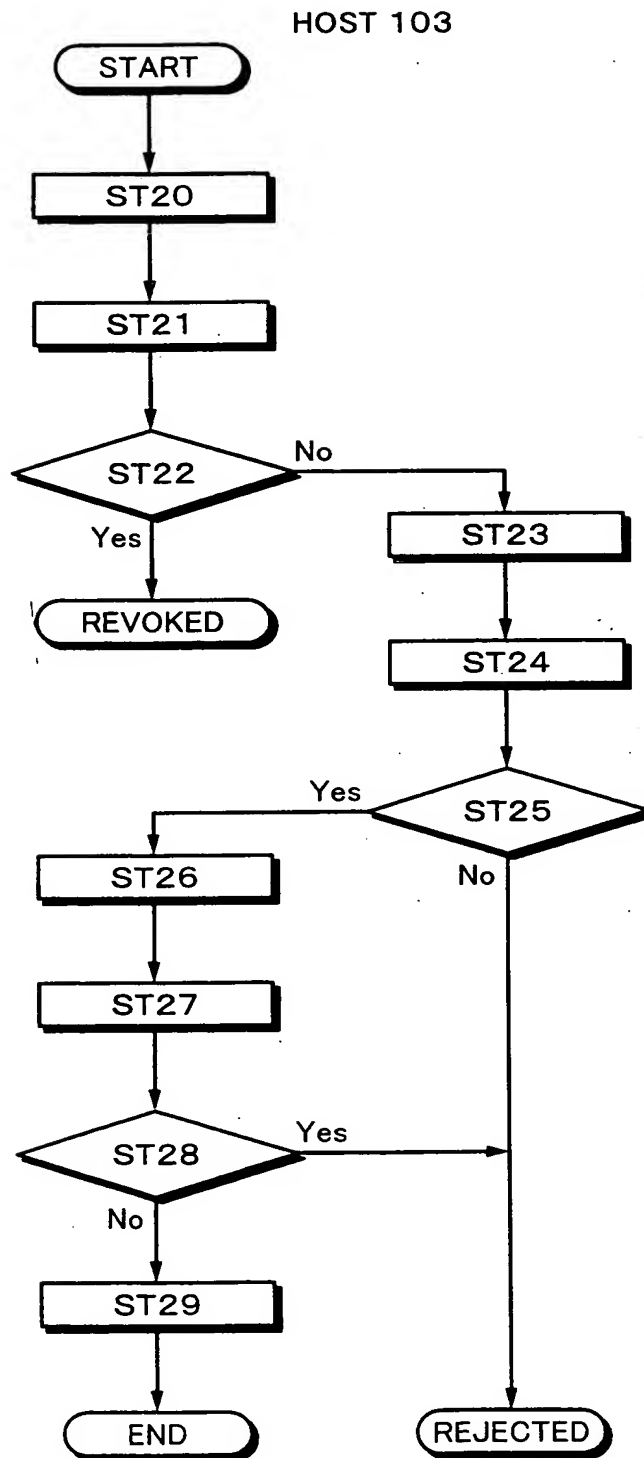 HOST 103
START
ST20
ST21
ST22
No
Yes
ST23
REVOKED
ST24
Yes
ST25
No
ST26
ST27
ST28
Yes
No
ST29
END
REJECTED